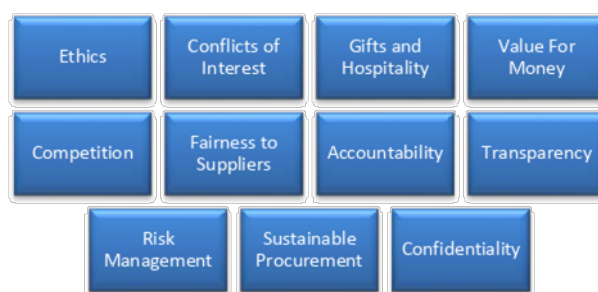 Ethics
Conflicts of
Interest
Gifts and
Hospitality
Value For
Money
Competition
Fairness to
Suppliers
Accountability
Transparency
Risk
Management
Sustainable
Procurement
Confidentiality